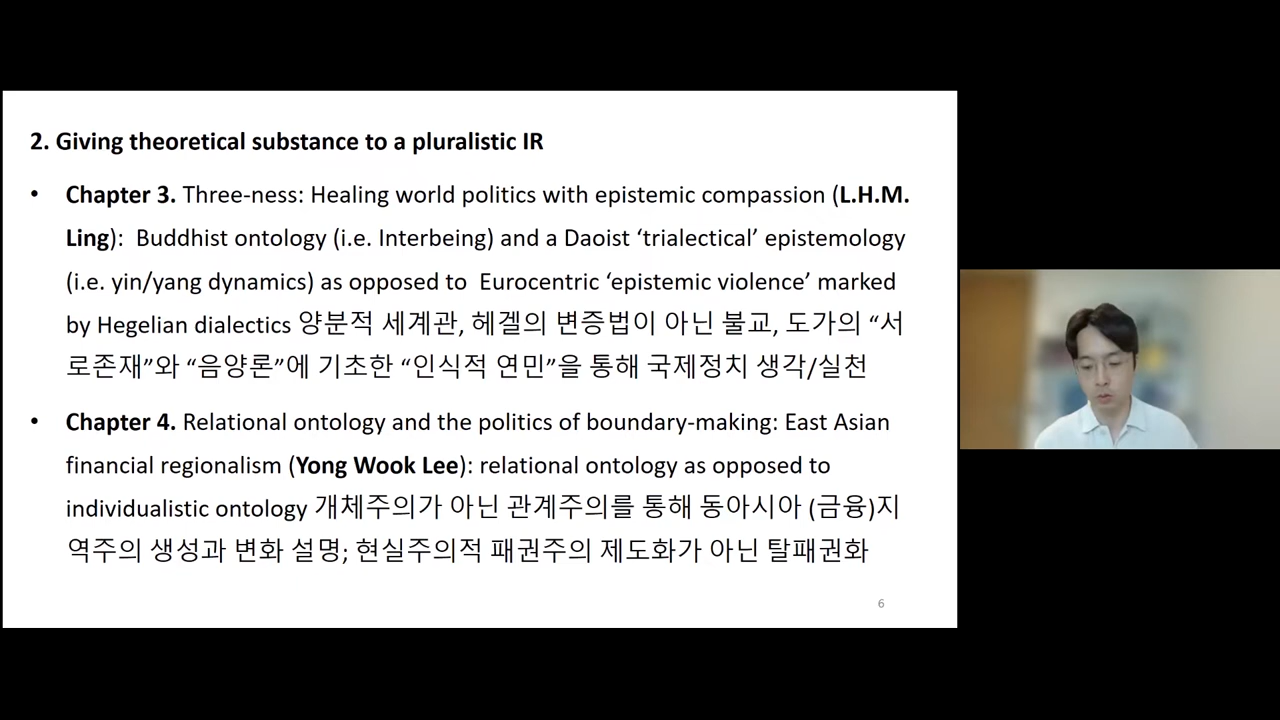 2. Giving theoretical substance to a pluralistic IR
• Chapter 3. Three-ness: Healing world politics with epistemic compassion (L.H.M.
Ling): Buddhist ontology (i.e. Interbeing) and a Daoist ‘trialectical’ epistemology
(i.e. yin/yang dynamics) as opposed to Eurocentric ‘epistemic violence’ marked
by Hegelian dialectics 양분적 세계관, 헤겔의 변증법이 아닌 불교, 도가의 “서
로존재”와 “음양론”에 기초한 “인식적 연민”을 통해 국제정치 생각/실천
• Chapter 4. Relational ontology and the politics of boundary-making: East Asian
financial regionalism (Yong Wook Lee): relational ontology as opposed to
individualistic ontology 개체주의가 아닌 관계주의를 통해 동아시아 (금융)지
역주의 생성과 변화 설명; 현실주의적 패권주의 제도화가 아닌 탈패권화
6